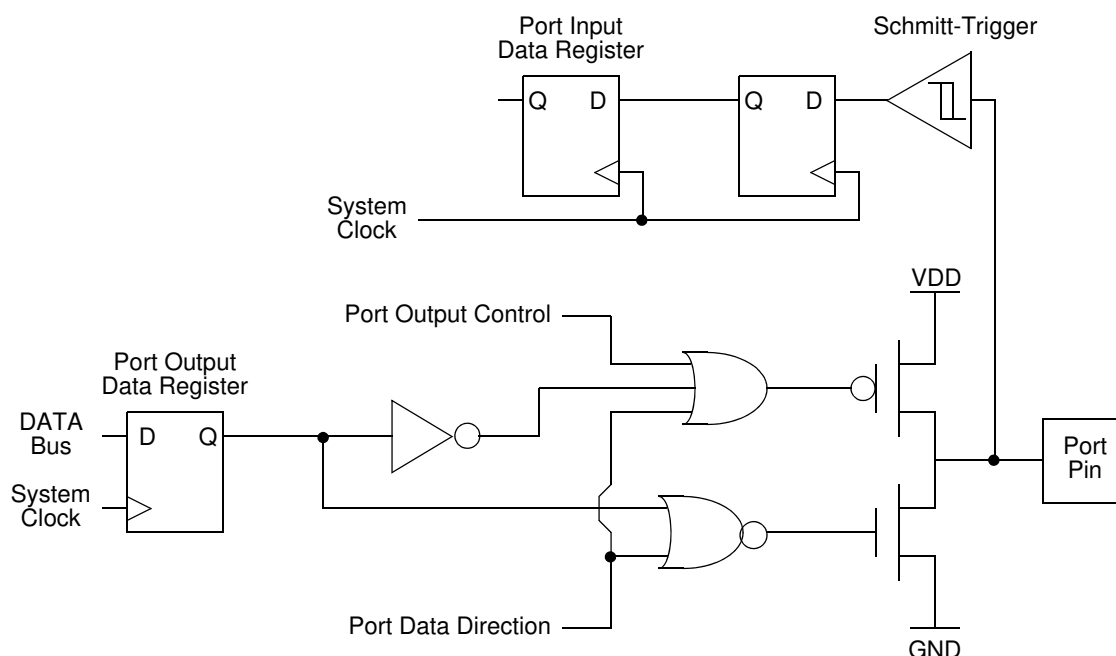 Port Input
Data Register
Schmitt-Trigger
Q D
Q D
System
Clock
VDD
Port Output Control
Port Output
Data Register
DATA
Bus
D Q
System
Clock
Port
Pin
Port Data Direction
GND